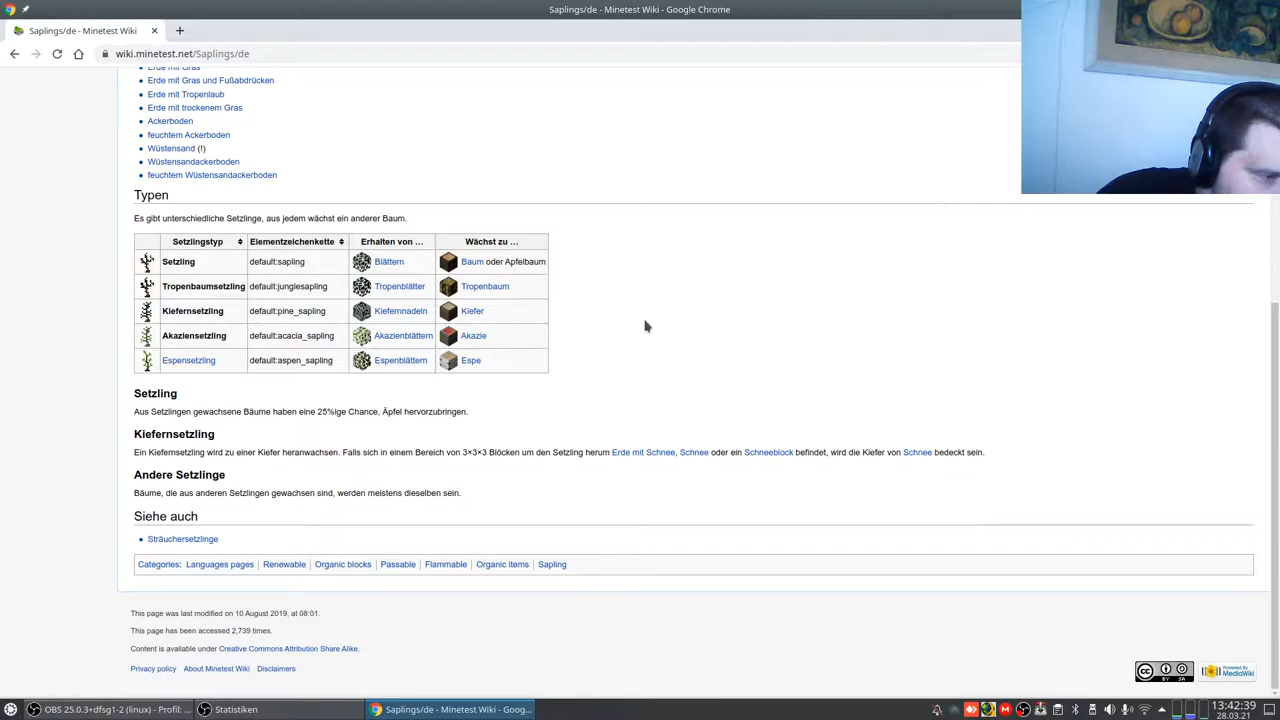 Saplings/de - Minetest Wiki - Google Chrome
Saplings/de - Minetest Wiki
wiki.minetest.net/Saplings/de
Erde mit Gras
Erde mit Gras und Fußabdrücken
Erde mit Tropenlaub
Erde mit trockenem Gras
Ackerboden
feuchtem Ackerboden
Wüstensand (!)
Wüstensandackerboden
feuchtem Wüstensandackerboden
Typen
Es gibt unterschiedliche Setzlinge, aus jedem wächst ein anderer Baum.
Setzlingstyp Elementzeichenkette Erhalten von ... Wächst zu ...
Setzling default:sapling Blättern Baum oder Apfelbaum
Tropenbaumsetzling default:junglesapling Tropenblätter Tropenbaum
Kiefernsetzling default:pine_sapling Kiefernnadeln Kiefer
Akaziensetzling default:acacia_sapling Akazienblättern Akazie
Espensetzling default:aspen_sapling Espenblättern Espe
Setzling
Aus Setzlingen gewachsene Bäume haben eine 25%ige Chance, Äpfel hervorzubringen.
Kiefernsetzling
Ein Kiefernsetzling wird zu einer Kiefer heranwachsen. Falls sich in einem Bereich von 3×3×3 Blöcken um den Setzling herum Erde mit Schnee, Schnee oder ein Schneeblock befindet, wird die Kiefer von Schnee bedeckt sein.
Andere Setzlinge
Bäume, die aus anderen Setzlingen gewachsen sind, werden meistens dieselben sein.
Siehe auch
Sträuchersetzlinge
Categories: Languages pages Renewable Organic blocks Passable Flammable Organic items Sapling
This page was last modified on 10 August 2019, at 08:01.
This page has been accessed 2,739 times.
Content is available under Creative Commons Attribution Share Alike.
Privacy policy About Minetest Wiki Disclaimers
cc BY SA Powered By MediaWiki
OBS 25.0.3+dfsg1-2 (linux) - Profil: ... Statistiken Saplings/de - Minetest Wiki - Goog...
13:42:39
28.03.21